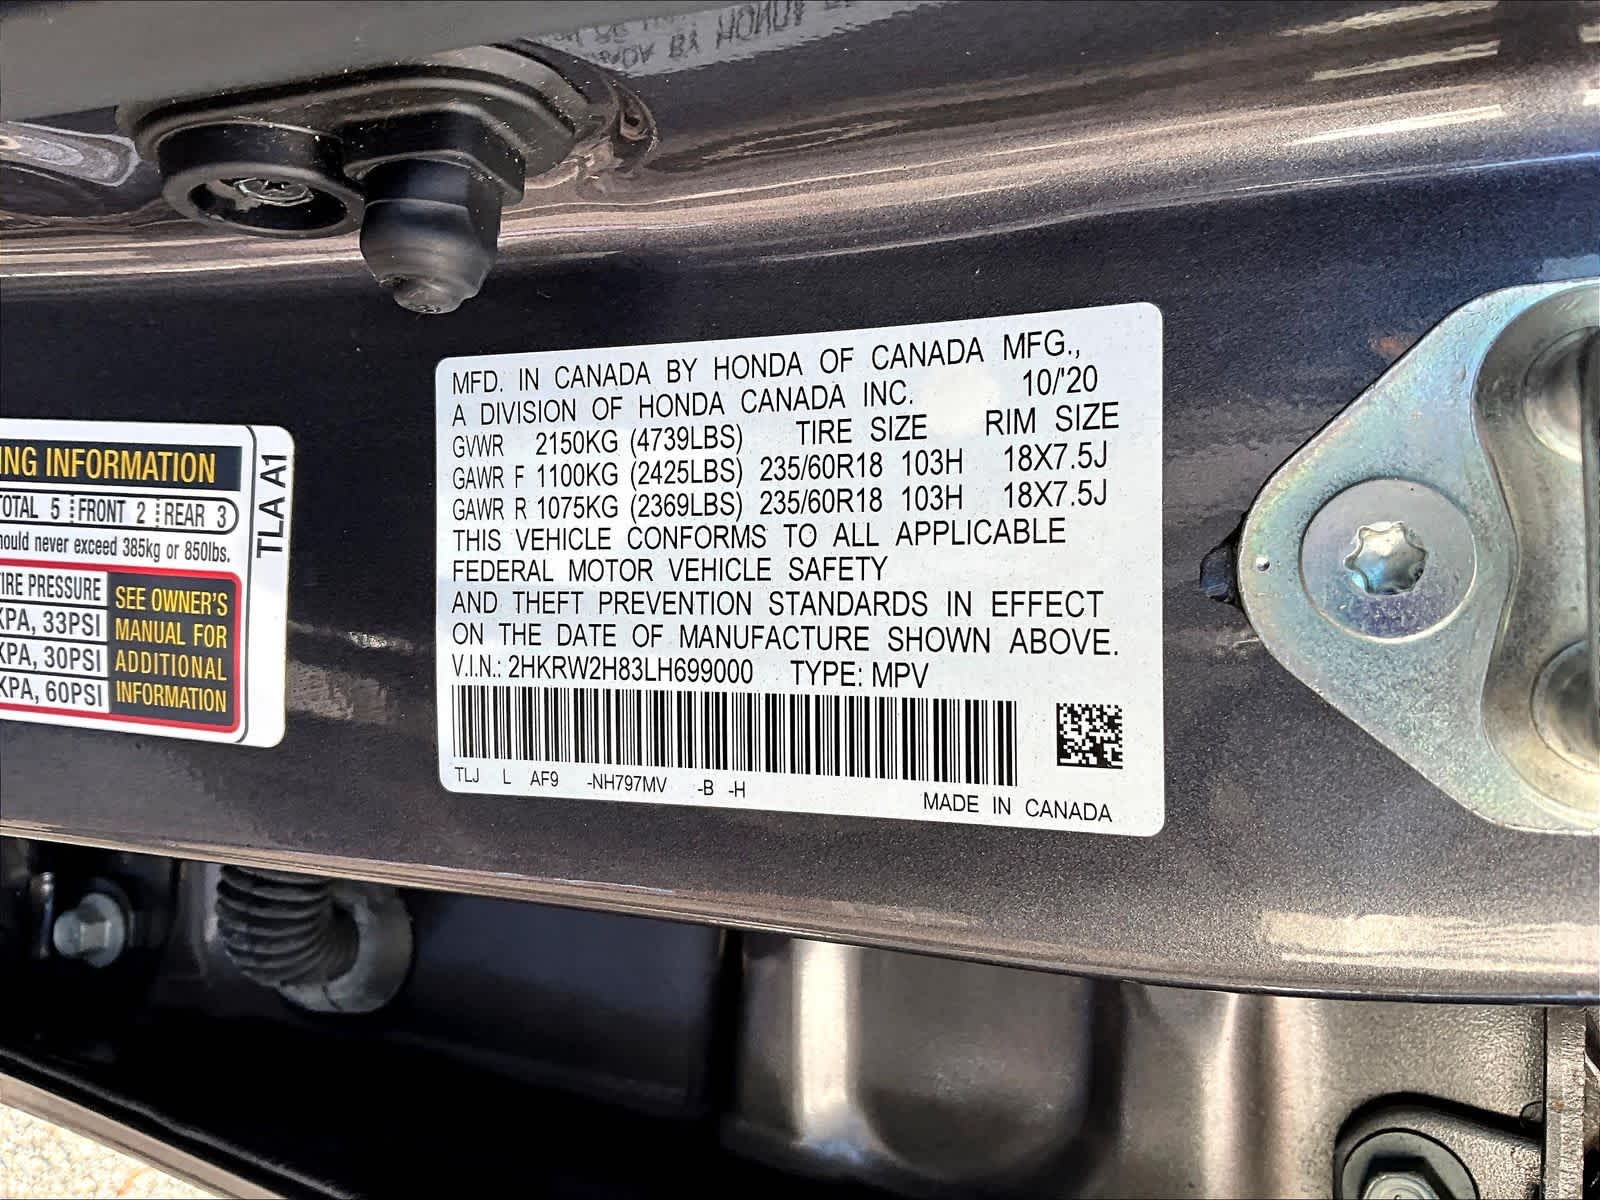 MFD. IN CANADA BY HONDA OF CANADA MFG.,
A DIVISION OF HONDA CANADA INC. 10/'20
GVWR 2150KG (4739LBS) TIRE SIZE RIM SIZE
GAWR F 1100KG (2425LBS) 235/60R18 103H 18X7.5J
GAWR R 1075KG (2369LBS) 235/60R18 103H 18X7.5J
THIS VEHICLE CONFORMS TO ALL APPLICABLE
FEDERAL MOTOR VEHICLE SAFETY
AND THEFT PREVENTION STANDARDS IN EFFECT
ON THE DATE OF MANUFACTURE SHOWN ABOVE.
V.I.N.: 2HKRW2H83LH699000 TYPE: MPV
TLJ L AF9 -NH797MV -B -H
MADE IN CANADA
ING INFORMATION
TOTAL 5 FRONT 2 REAR 3
hould never exceed 385kg or 850lbs.
TIRE PRESSURE
KPA, 33PSI
KPA, 30PSI
KPA, 60PSI
SEE OWNER'S
MANUAL FOR
ADDITIONAL
INFORMATION
TLA A1